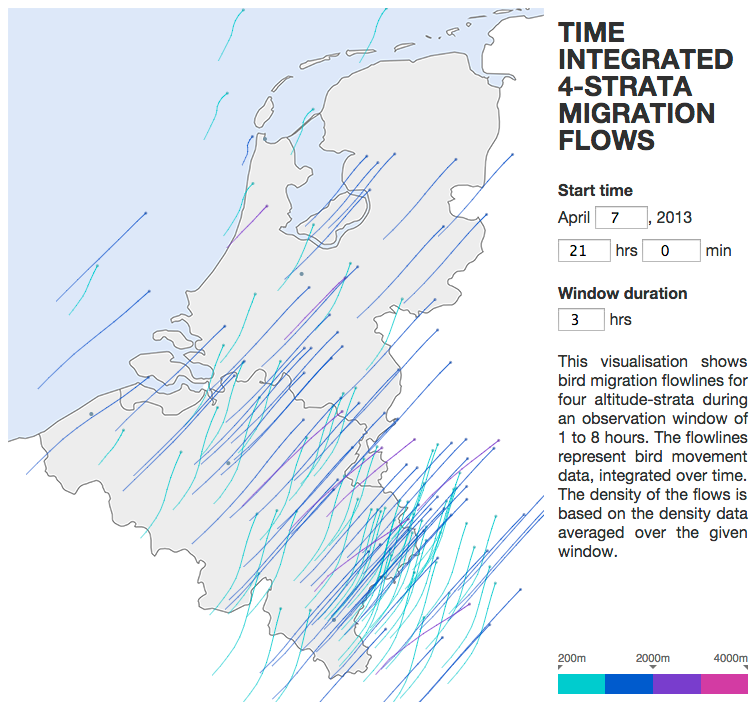 TIME
INTEGRATED
4-STRATA
MIGRATION
FLOWS
Start time
April 7 , 2013
21 hrs 0 min
Window duration
3 hrs
This visualisation shows
bird migration flowlines for
four altitude-strata during
an observation window of
1 to 8 hours. The flowlines
represent bird movement
data, integrated over time.
The density of the flows is
based on the density data
averaged over the given
window.
200m 2000m 4000m